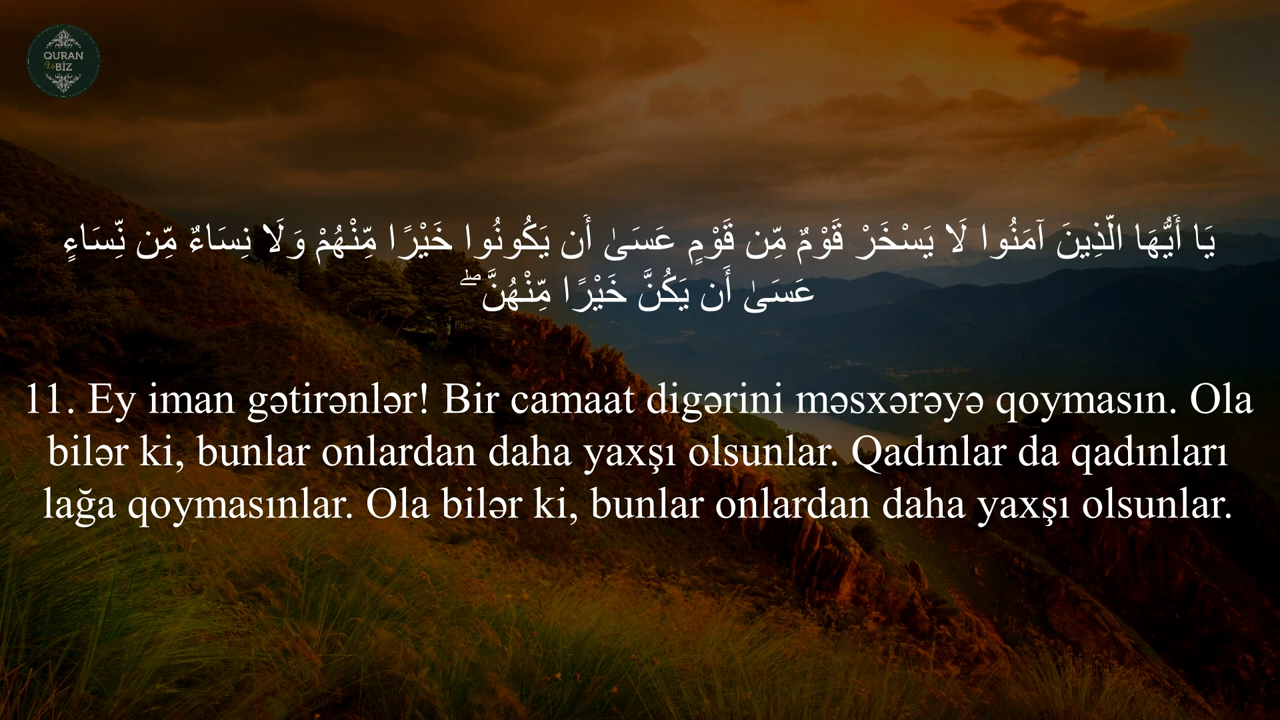 QURAN
Və BİZ
يَا أَيُّهَا الَّذِينَ آمَنُوا لَا يَسْخَرْ قَوْمٌ مِّن قَوْمٍ عَسَىٰ أَن يَكُونُوا خَيْرًا مِّنْهُمْ وَلَا نِسَاءٌ مِّن نِّسَاءٍ
عَسَىٰ أَن يَكُنَّ خَيْرًا مِّنْهُنَّ ۖ
11. Ey iman gətirənlər! Bir camaat digərini məsxərəyə qoymasın. Ola
bilər ki, bunlar onlardan daha yaxşı olsunlar. Qadınlar da qadınları
lağa qoymasınlar. Ola bilər ki, bunlar onlardan daha yaxşı olsunlar.